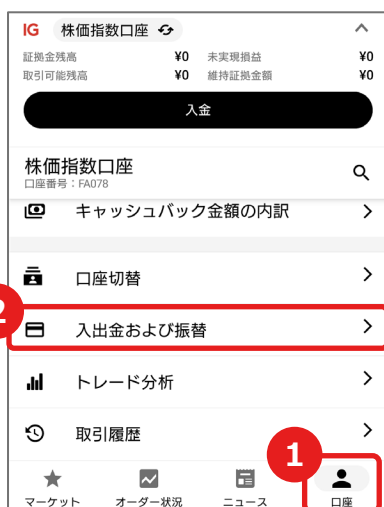 IG 株価指数口座
証拠金残高 ¥0 未実現損益 ¥0
取引可能残高 ¥0 維持証拠金額 ¥0
入金
株価指数口座
口座番号：FA078
キャッシュバック金額の内訳
口座切替
2
入出金および振替
トレード分析
取引履歴
1
マーケット オーダー状況 ニュース 口座